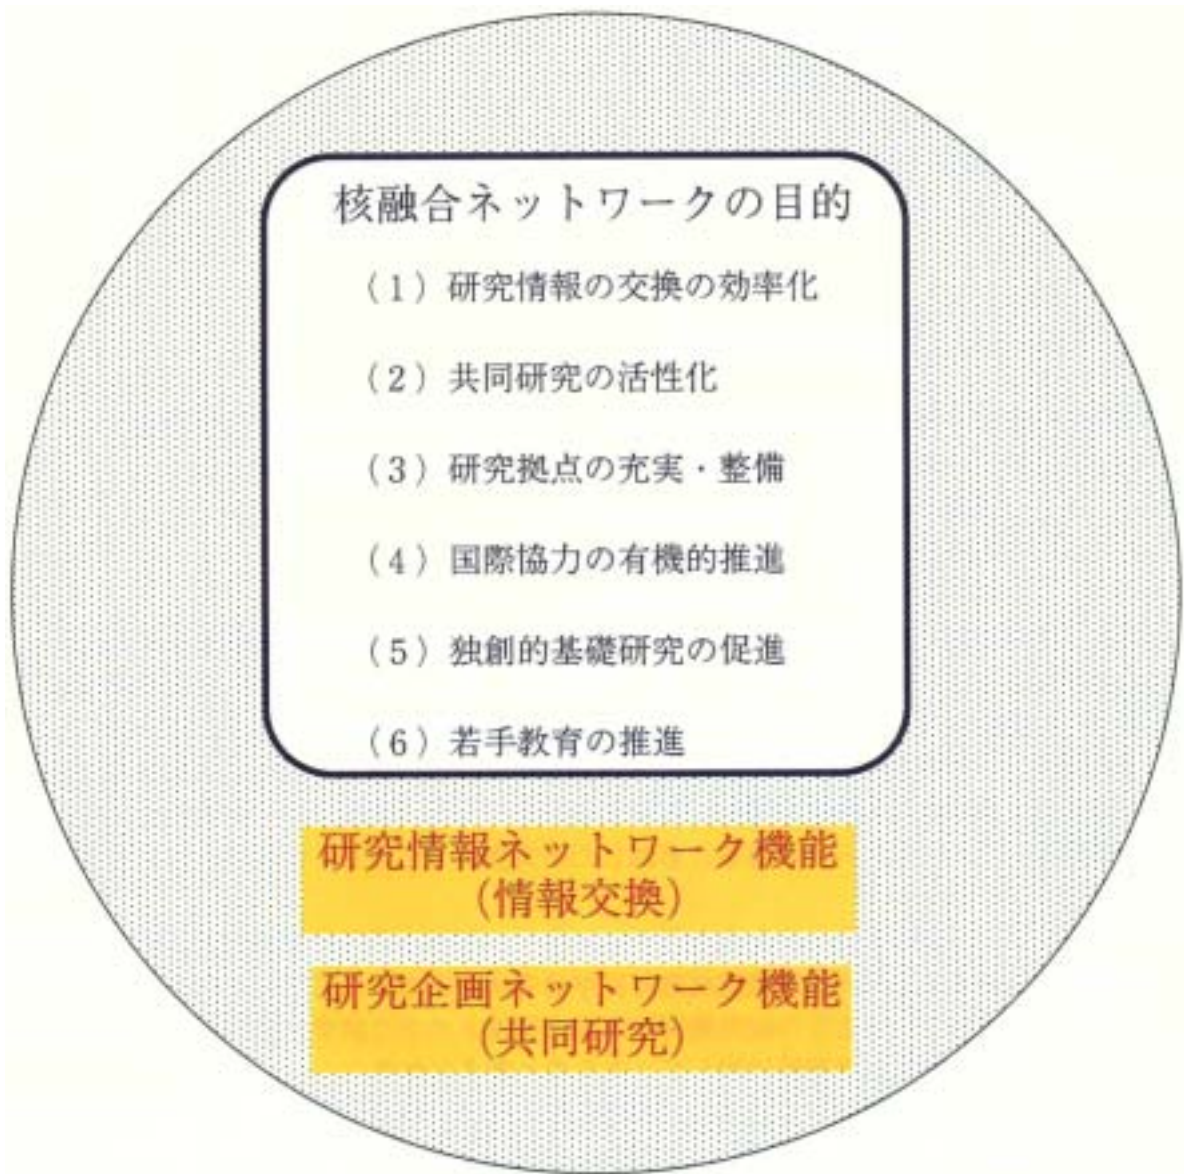 核融合ネットワークの目的
(1) 研究情報の交換の効率化
(2) 共同研究の活性化
(3) 研究拠点の充実・整備
(4) 国際協力の有機的推進
(5) 独創的基礎研究の促進
(6) 若手教育の推進
研究情報ネットワーク機能
(情報交換)
研究企画ネットワーク機能
(共同研究)